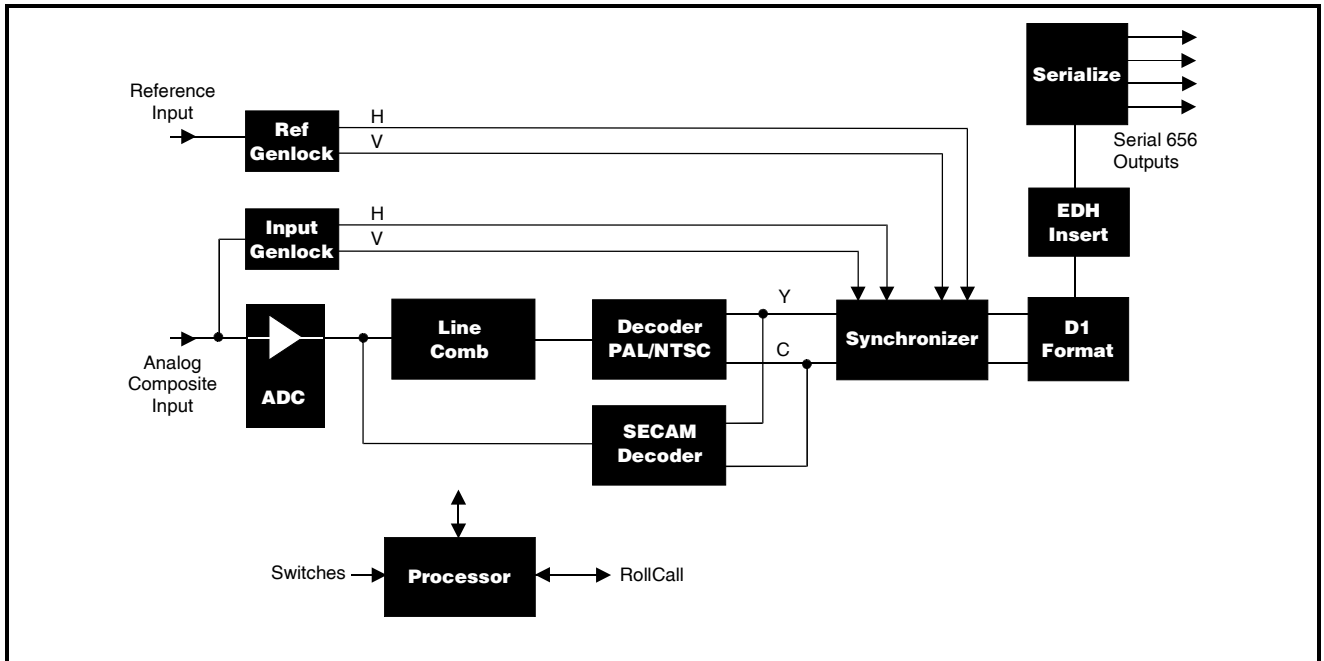 Serialize
Serial 656
Outputs
Reference
Input
Ref
Genlock
H
V
EDH
Insert
Input
Genlock
H
V
Analog
Composite
Input
ADC
Line
Comb
Decoder
PAL/NTSC
Y
C
Synchronizer
D1
Format
SECAM
Decoder
Switches
Processor
RollCall